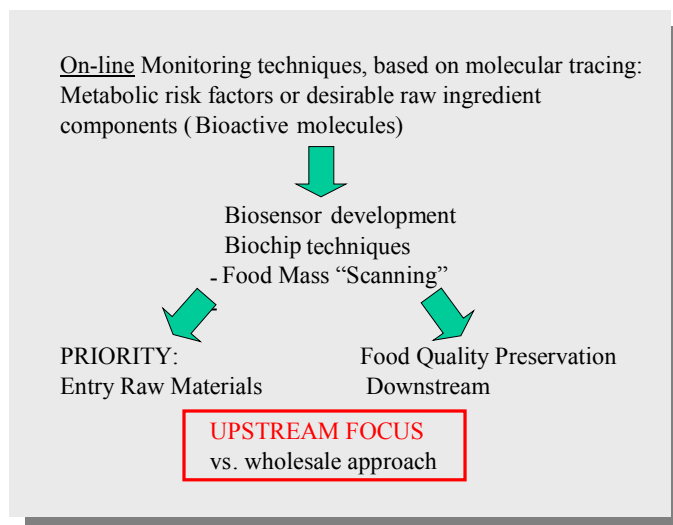 On-line Monitoring techniques, based on molecular tracing:
Metabolic risk factors or desirable raw ingredient
components (Bioactive molecules)
Biosensor development
Biochip techniques
- Food Mass “Scanning”
-
PRIORITY:
Entry Raw Materials
Food Quality Preservation
Downstream
UPSTREAM FOCUS
vs. wholesale approach